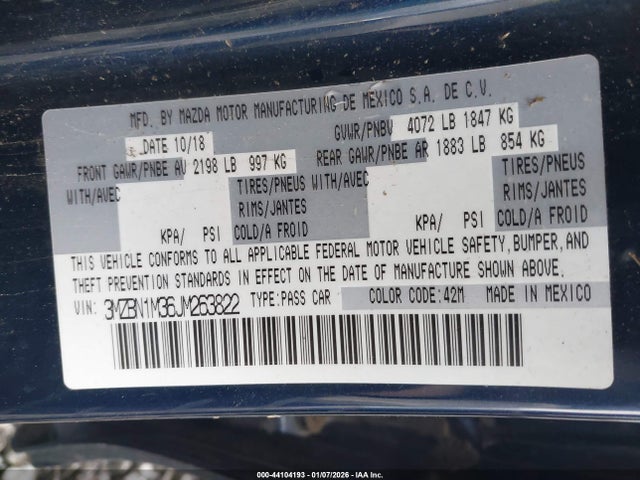 MFD. BY MAZDA MOTOR MANUFACTURING DE MEXICO S.A. DE C.V.
DATE 10/18 GVWR/PNBV 4072 LB 1847 KG
FRONT GAWR/PNBE AV 2198 LB 997 KG REAR GAWR/PNBE AR 1883 LB 854 KG
WITH/AVEC TIRES/PNEUS WITH/AVEC TIRES/PNEUS
RIMS/JANTES RIMS/JANTES
KPA/ PSI COLD/A FROID KPA/ PSI COLD/A FROID
THIS VEHICLE CONFORMS TO ALL APPLICABLE FEDERAL MOTOR VEHICLE SAFETY, BUMPER, AND
THEFT PREVENTION STANDARDS IN EFFECT ON THE DATE OF MANUFACTURE SHOWN ABOVE.
VIN: 3MZBN1M36JM263822 TYPE:PASS CAR COLOR CODE:42M MADE IN MEXICO
000-44104193 - 01/07/2026 - IAA Inc.